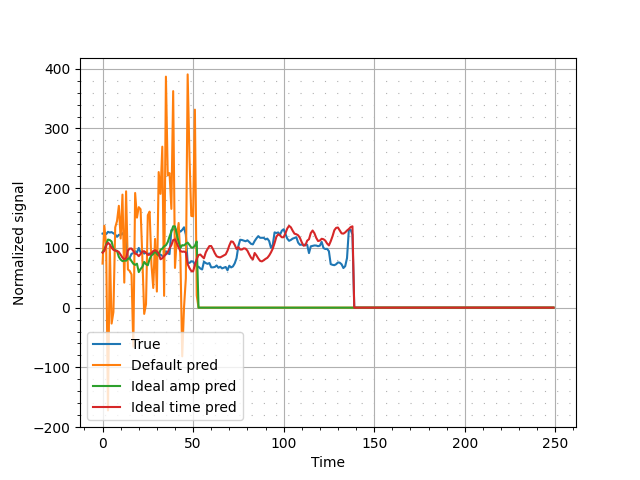 400
300
200
100
0
−100
−200
Normalized signal
True
Default pred
Ideal amp pred
Ideal time pred
0 50 100 150 200 250
Time